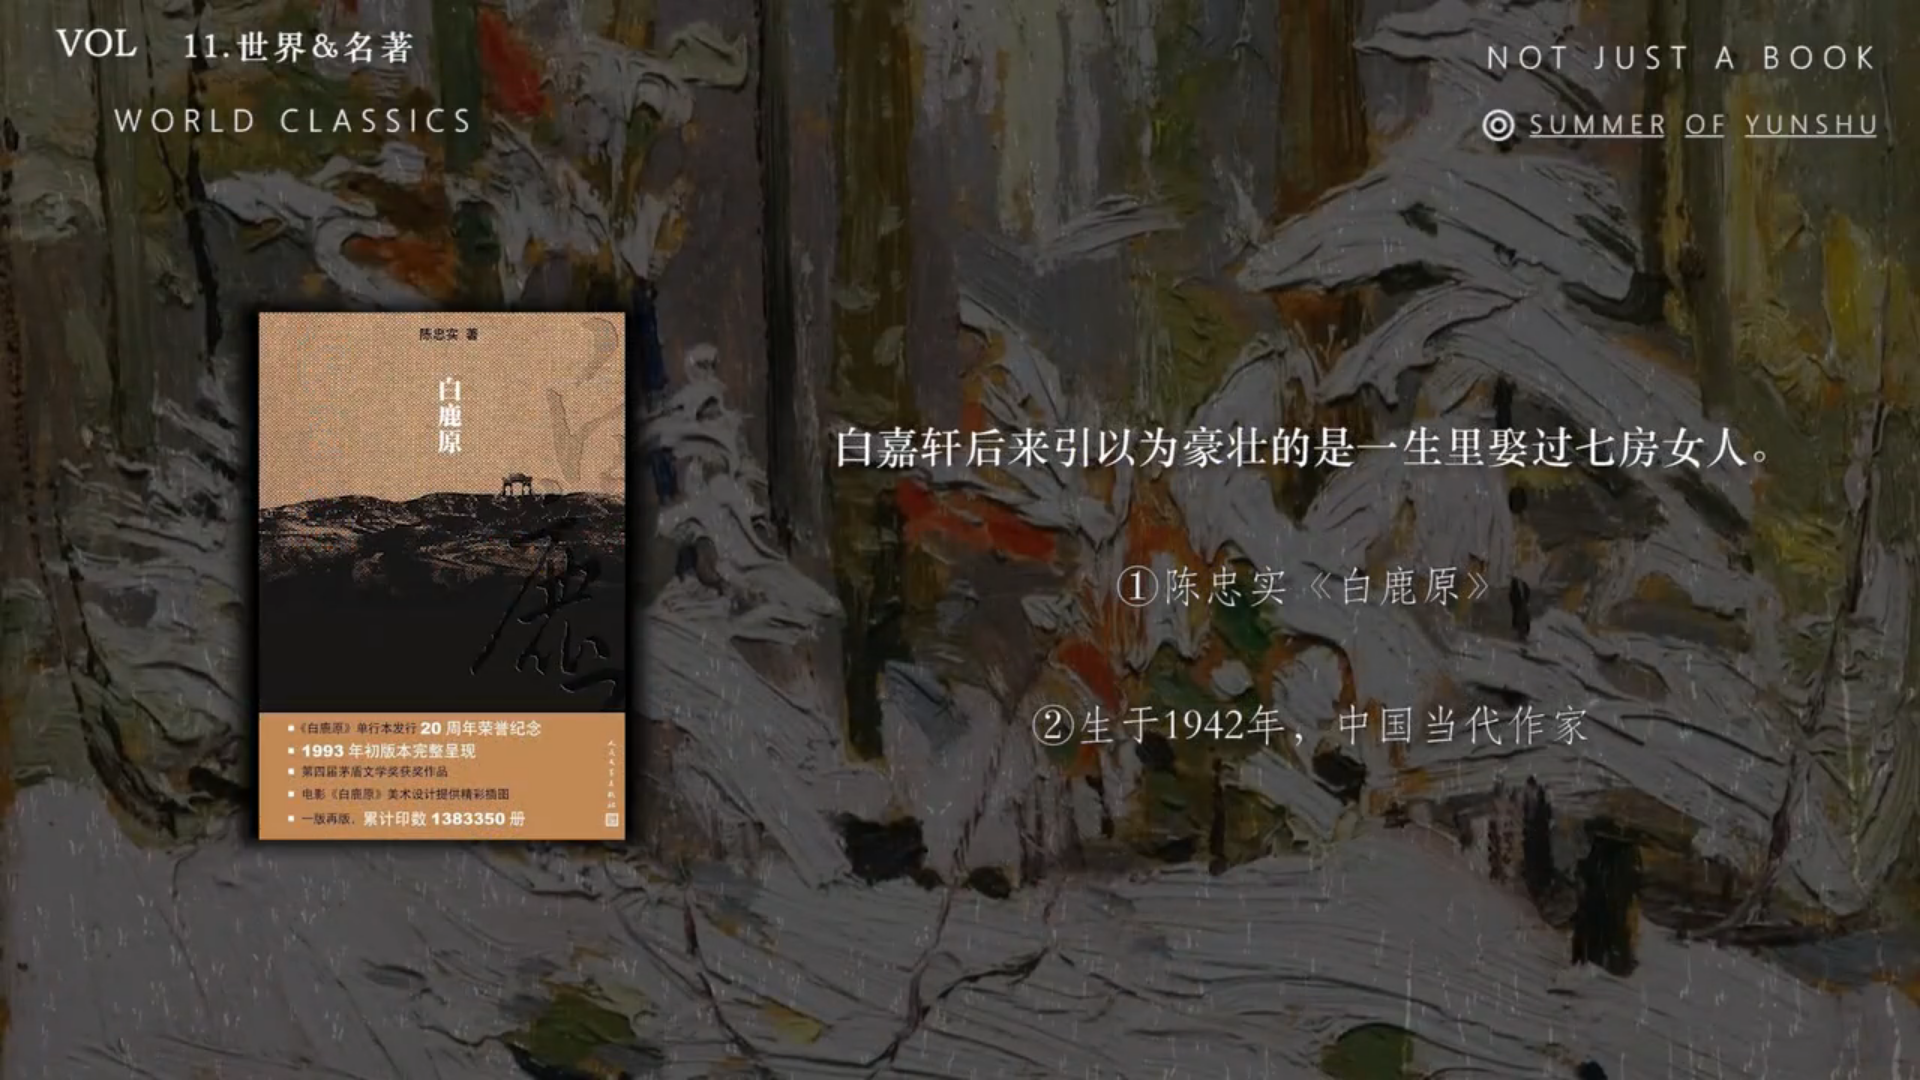 VOL 11.世界&名著
WORLD CLASSICS
NOT JUST A BOOK
SUMMER OF YUNSHU
陈忠实 著
白鹿原
《白鹿原》单行本发行 20 周年荣誉纪念
1993 年初版本完整呈现
第四届茅盾文学奖获奖作品
电影《白鹿原》美术设计提供精彩插图
一版再版，累计印数 1383350 册
人民文学出版社
白嘉轩后来引以为豪壮的是一生里娶过七房女人。
①陈忠实《白鹿原》
②生于1942年，中国当代作家